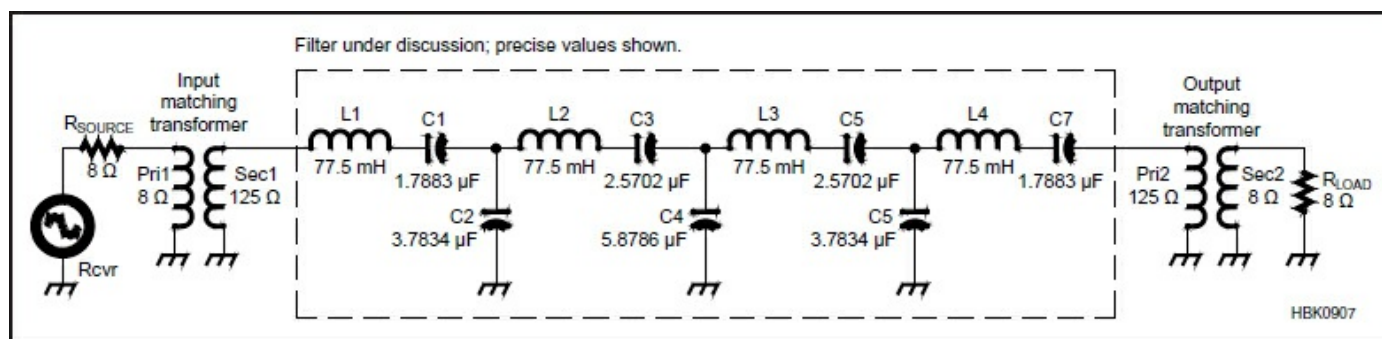 Filter under discussion; precise values shown.
Input
matching
transformer
Output
matching
transformer
R_SOURCE
8 Ω
Pri1
8 Ω
Sec1
125 Ω
L1
77.5 mH
C1
1.7883 µF
L2
77.5 mH
C3
2.5702 µF
L3
77.5 mH
C5
2.5702 µF
L4
77.5 mH
C7
1.7883 µF
C2
3.7834 µF
C4
5.8786 µF
C5
3.7834 µF
Pri2
125 Ω
Sec2
8 Ω
R_LOAD
8 Ω
Rcvr
HBK0907